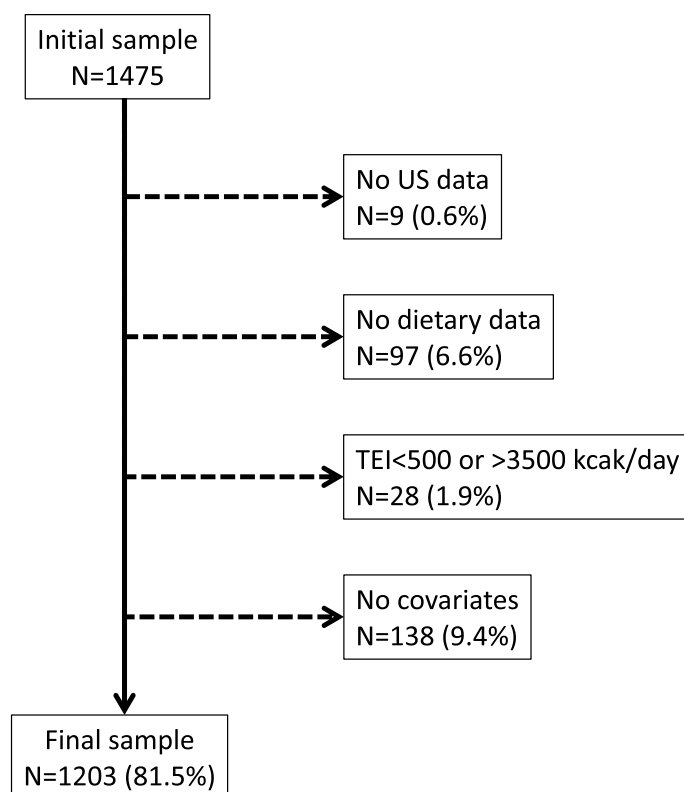 Initial sample
N=1475
No US data
N=9 (0.6%)
No dietary data
N=97 (6.6%)
TEI<500 or >3500 kcak/day
N=28 (1.9%)
No covariates
N=138 (9.4%)
Final sample
N=1203 (81.5%)